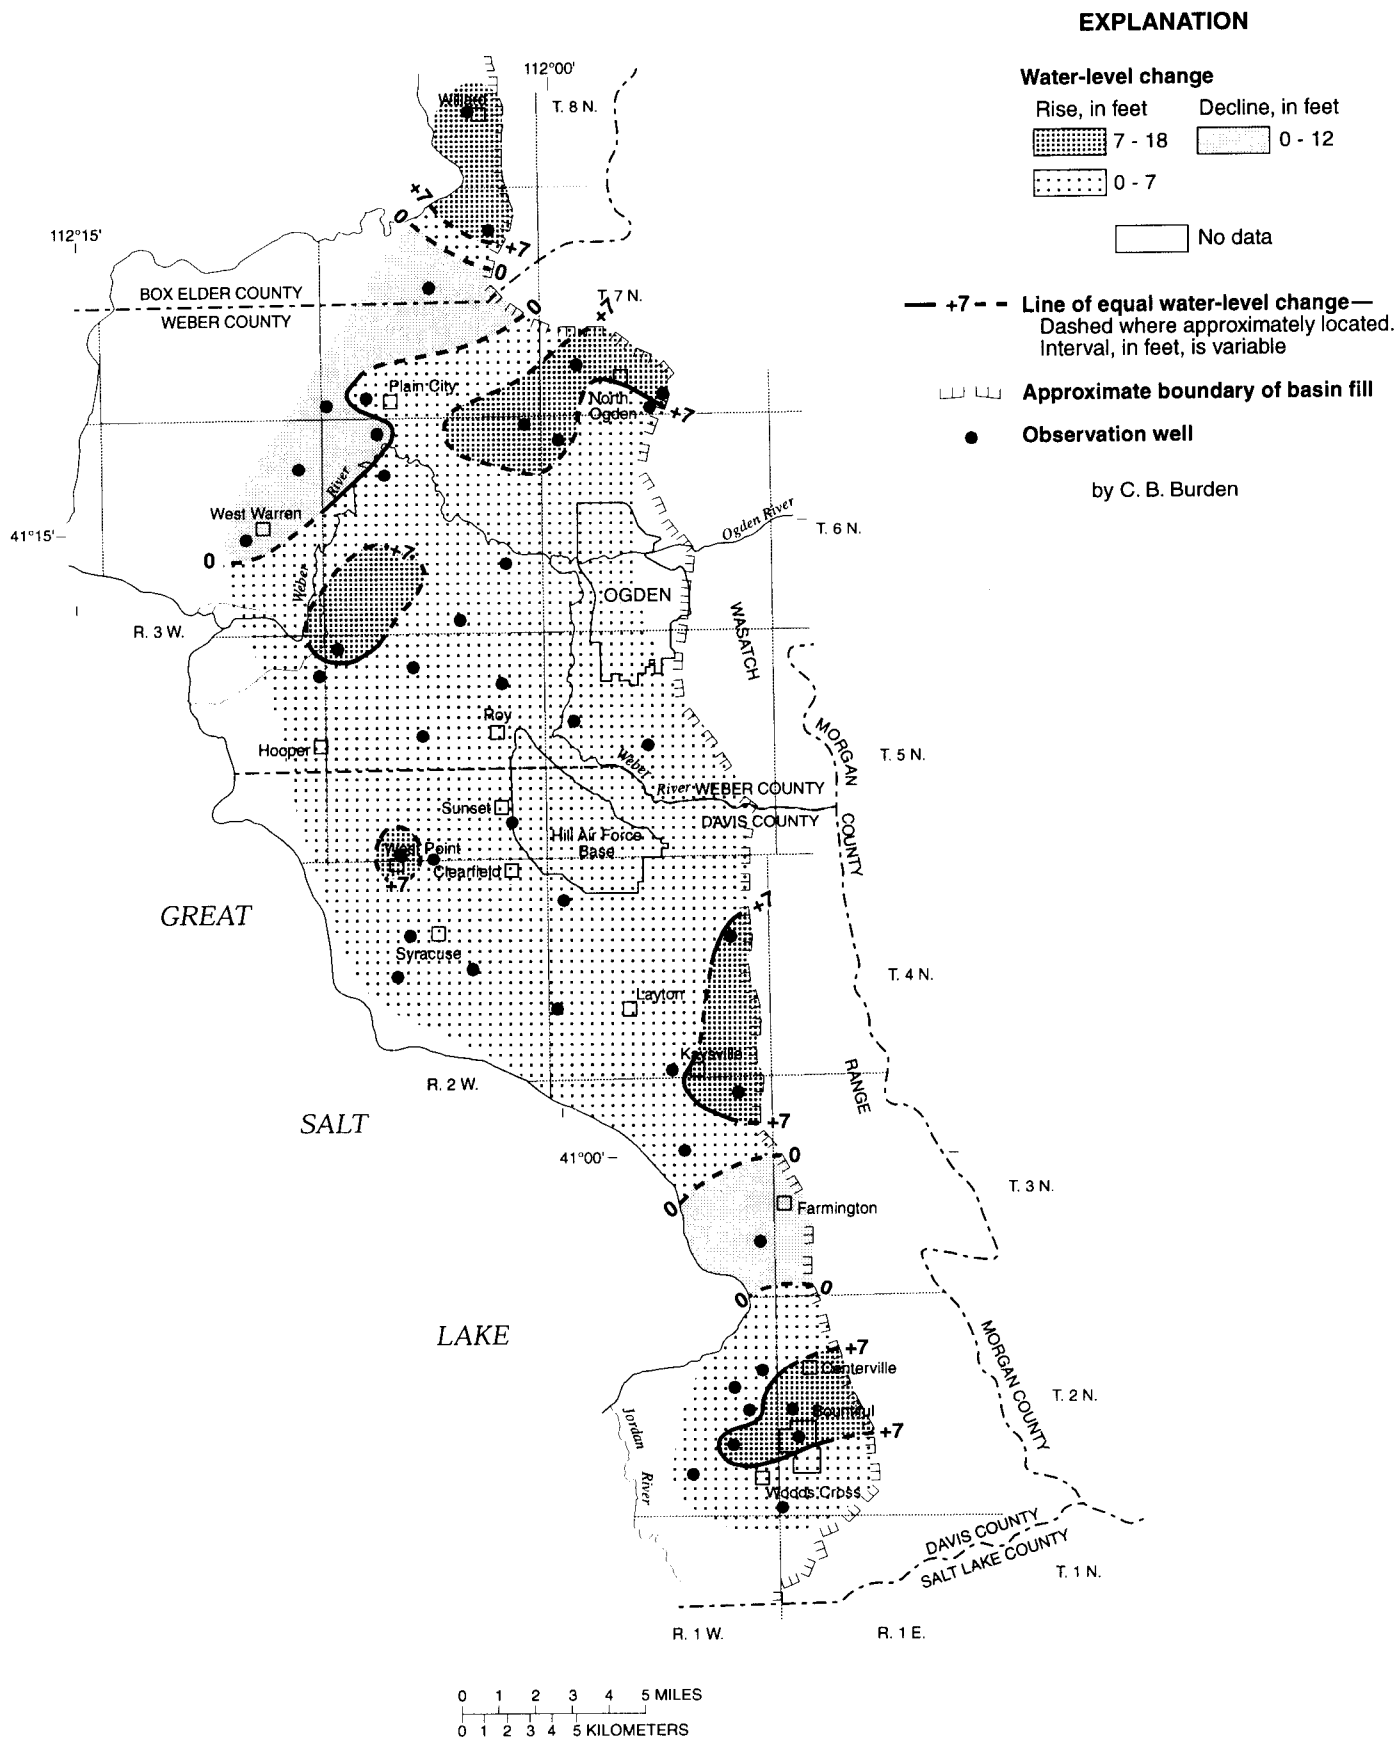 EXPLANATION
Water-level change
Rise, in feet
Decline, in feet
7 - 18
0 - 12
0 - 7
No data
+7
Line of equal water-level change—
Dashed where approximately located.
Interval, in feet, is variable
Approximate boundary of basin fill
Observation well
by C. B. Burden
112°00'
Willard
T. 8 N.
+7
0
112°15'
+7
0
BOX ELDER COUNTY
WEBER COUNTY
0
T. 7 N.
+7
Plain City
North
Ogden
+7
River
West Warren
Ogden River
T. 6 N.
41°15'
0
+7
Weber
OGDEN
R. 3 W.
WASATCH
Roy
Hooper
MORGAN
COUNTY
T. 5 N.
Weber
River
WEBER COUNTY
DAVIS COUNTY
Sunset
Hill Air Force
Base
West Point
Clearfield
+7
GREAT
+7
Syracuse
T. 4 N.
Layton
Kaysville
RANGE
R. 2 W.
SALT
+7
41°00'
0
T. 3 N.
0
Farmington
0
0
LAKE
+7
Centerville
MORGAN COUNTY
T. 2 N.
Bountiful
+7
Jordan
River
Woods Cross
DAVIS COUNTY
SALT LAKE COUNTY
T. 1 N.
R. 1 W.
R. 1 E.
0 1 2 3 4 5 MILES
0 1 2 3 4 5 KILOMETERS